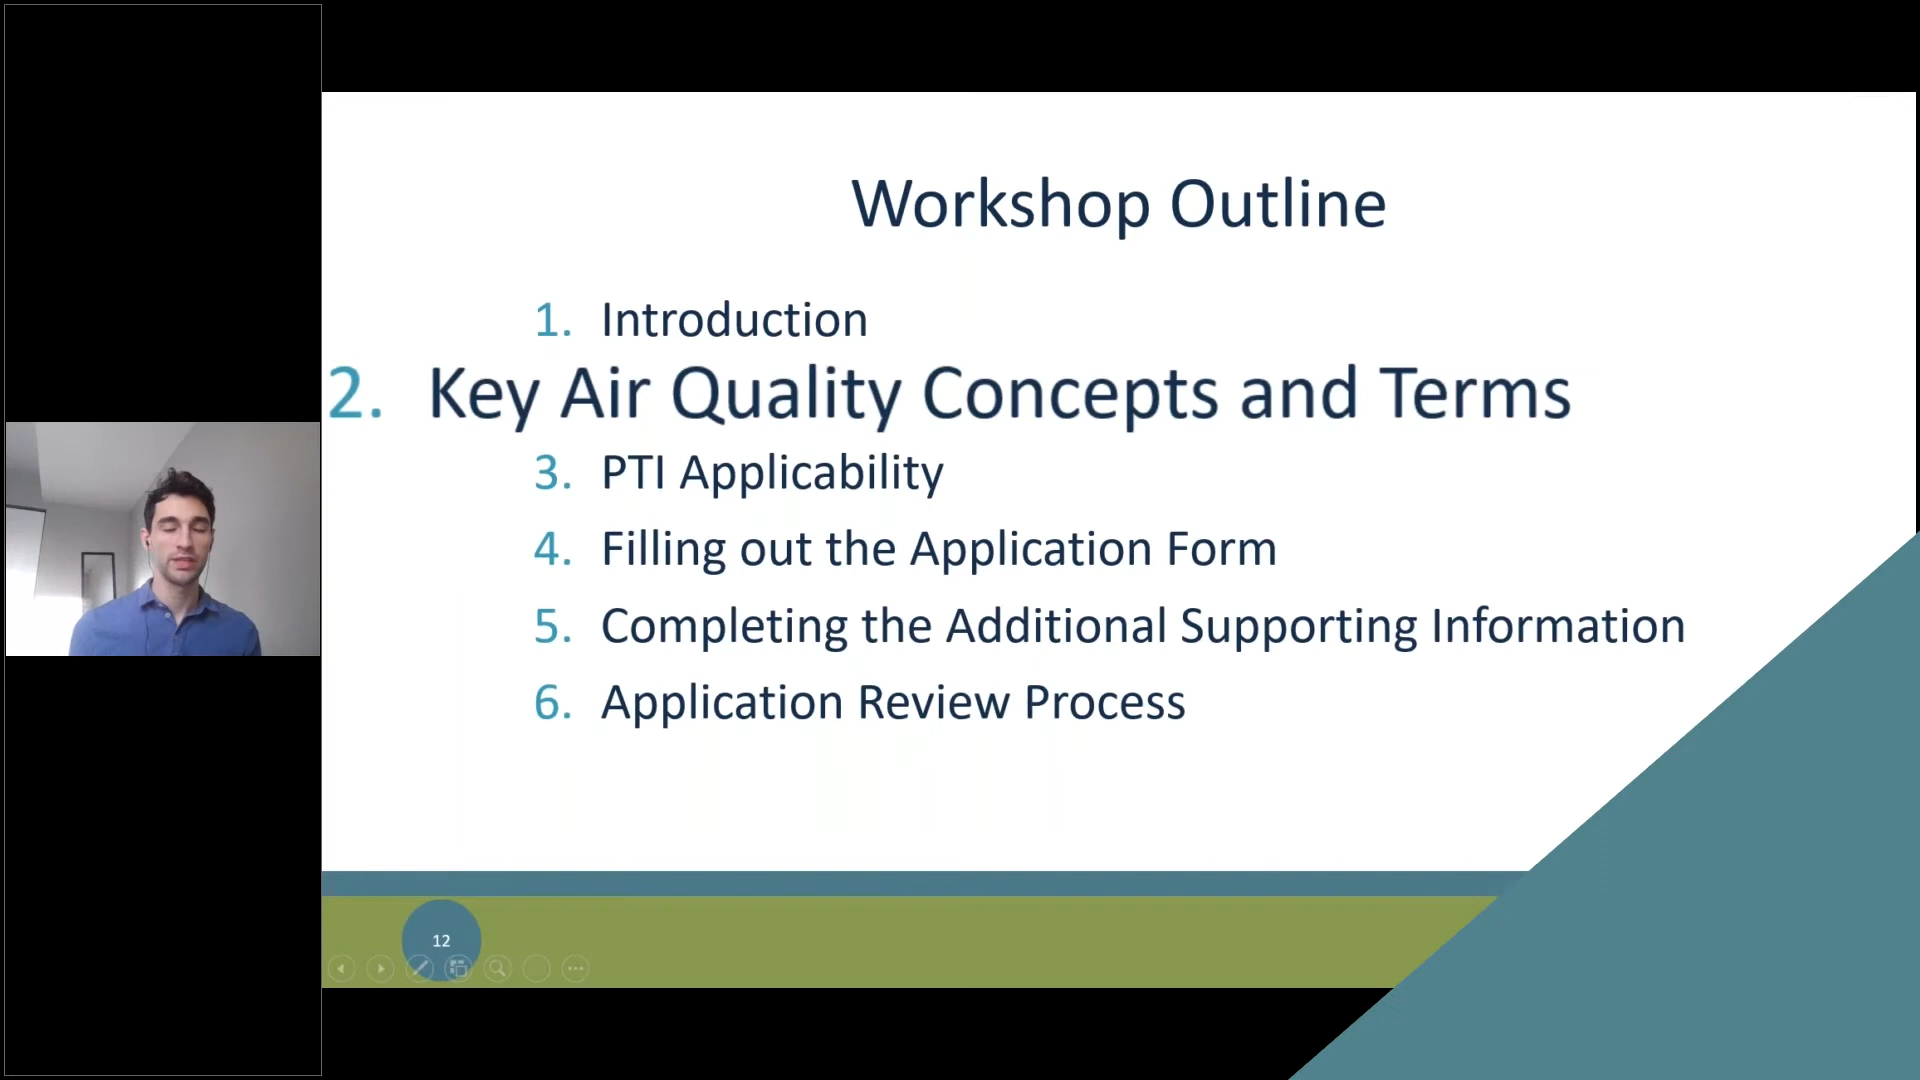 Workshop Outline
1. Introduction
2. Key Air Quality Concepts and Terms
3. PTI Applicability
4. Filling out the Application Form
5. Completing the Additional Supporting Information
6. Application Review Process
12